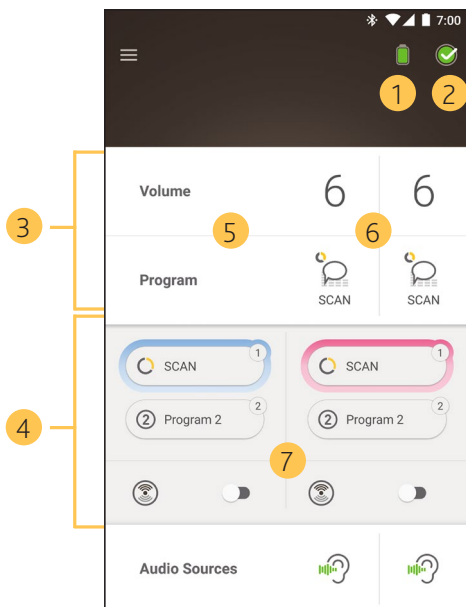 7:00
1 2
3
Volume 6 6
5 6
Program SCAN SCAN
4
SCAN 1 SCAN 1
2 Program 2 2 2 Program 2 2
7
Audio Sources